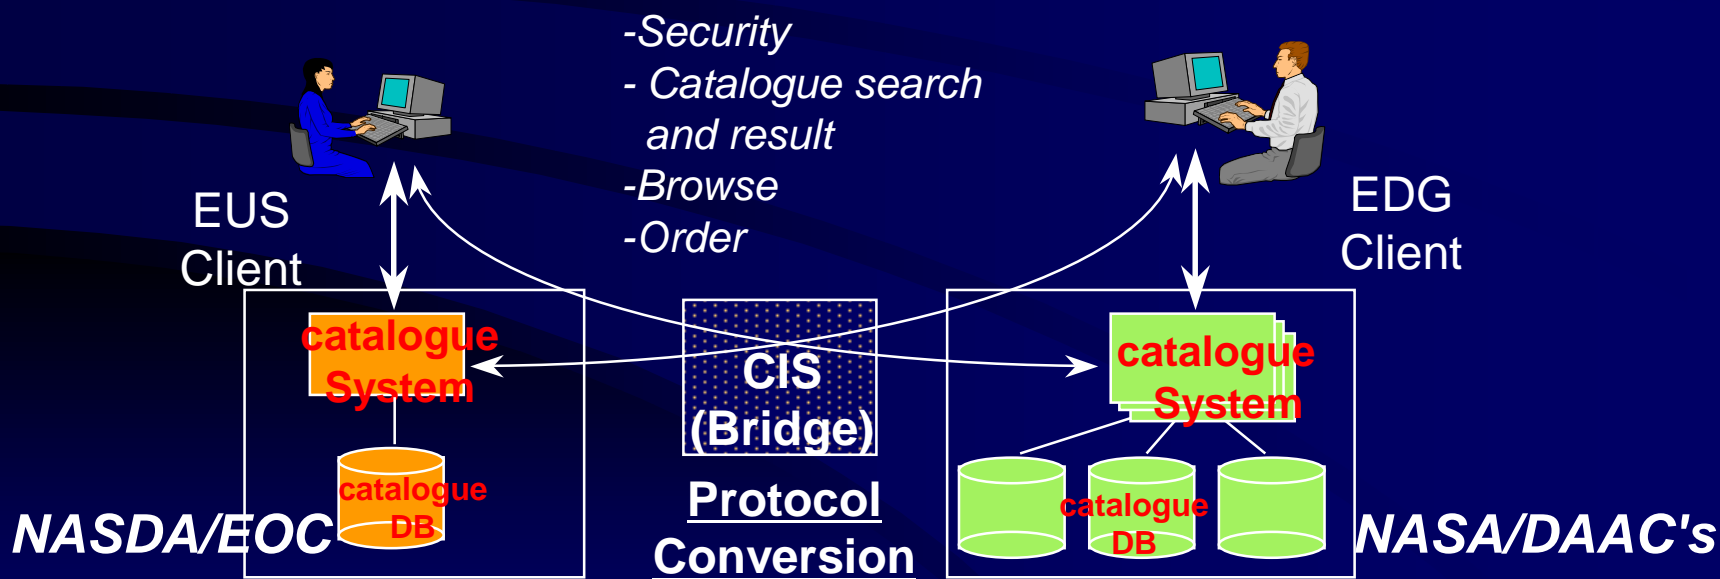 -Security
- Catalogue search
and result
-Browse
-Order
EUS
Client
EDG
Client
catalogue
System
CIS
(Bridge)
catalogue
System
catalogue
DB
Protocol
Conversion
catalogue
DB
NASDA/EOC
NASA/DAAC's